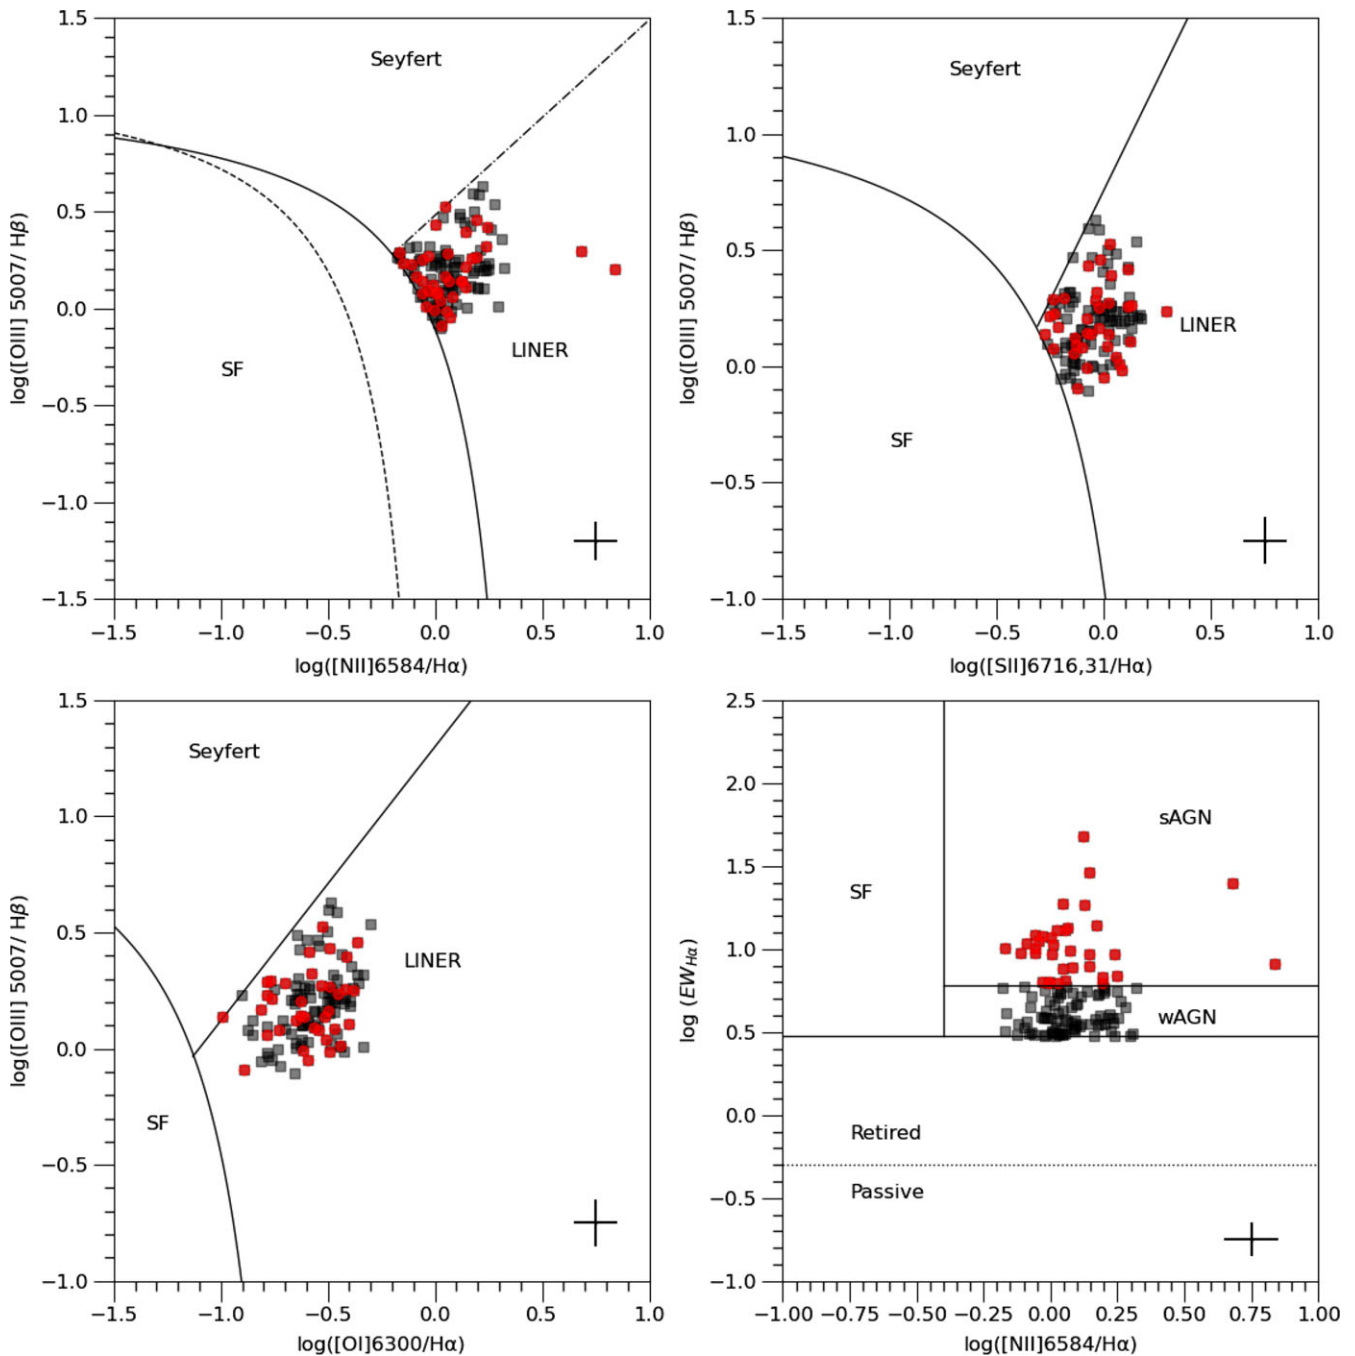 1.5
1.0
0.5
0.0
−0.5
−1.0
−1.5
log([OIII] 5007/ Hβ)
Seyfert
SF
LINER
−1.5 −1.0 −0.5 0.0 0.5 1.0
log([NII]6584/Hα)
1.5
1.0
0.5
0.0
−0.5
−1.0
log([OIII] 5007/ Hβ)
Seyfert
LINER
SF
−1.5 −1.0 −0.5 0.0 0.5 1.0
log([SII]6716,31/Hα)
1.5
1.0
0.5
0.0
−0.5
−1.0
log([OIII] 5007/ Hβ)
Seyfert
LINER
SF
−1.5 −1.0 −0.5 0.0 0.5 1.0
log([OI]6300/Hα)
2.5
2.0
1.5
1.0
0.5
0.0
−0.5
−1.0
log (EWHα)
sAGN
SF
wAGN
Retired
Passive
−1.00 −0.75 −0.50 −0.25 0.00 0.25 0.50 0.75 1.00
log([NII]6584/Hα)